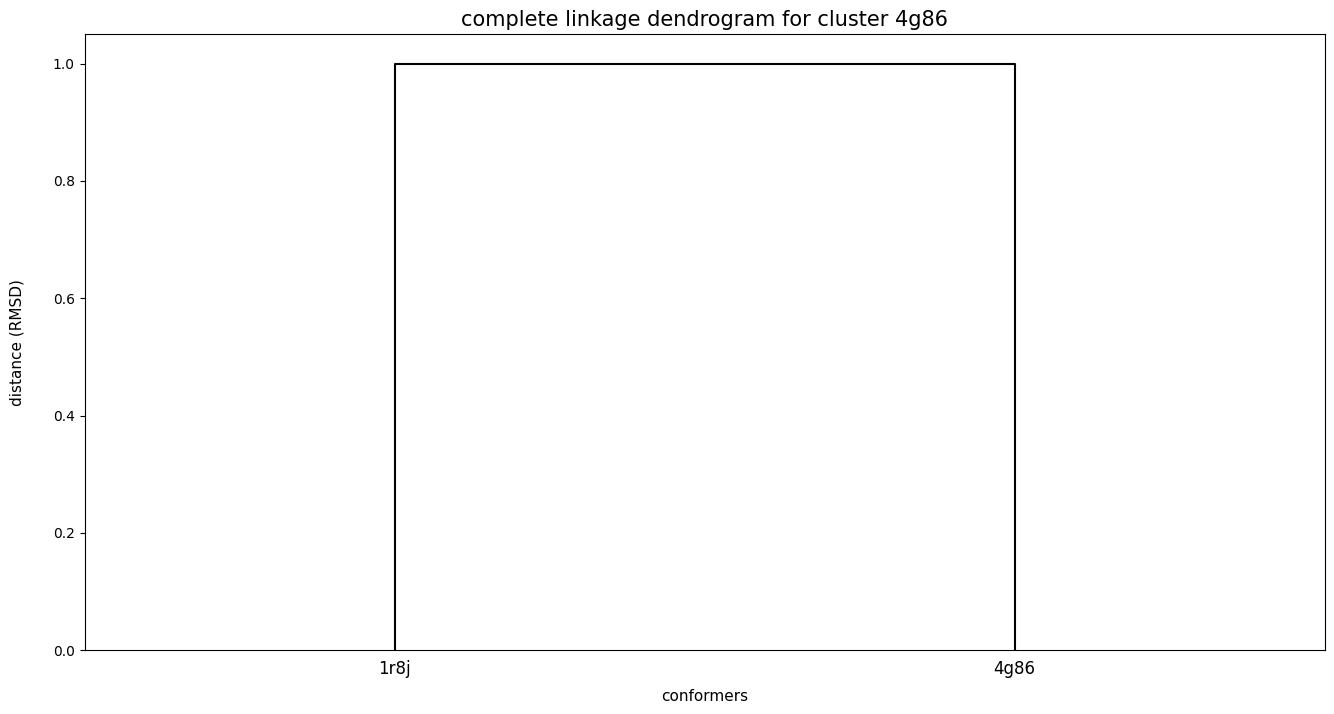 complete linkage dendrogram for cluster 4g86
1.0
0.8
0.6
0.4
0.2
0.0
distance (RMSD)
1r8j 4g86
conformers